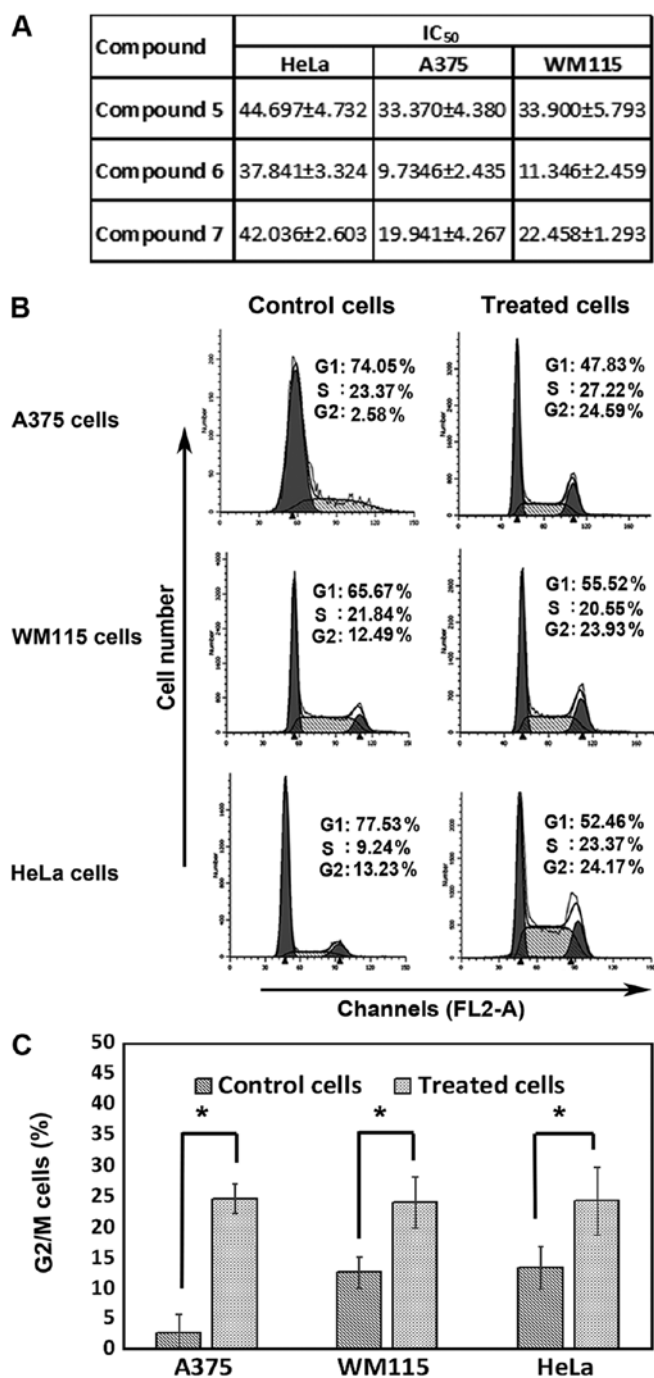 A
Compound IC50
HeLa A375 WM115
Compound 5 44.697±4.732 33.370±4.380 33.900±5.793
Compound 6 37.841±3.324 9.7346±2.435 11.346±2.459
Compound 7 42.036±2.603 19.941±4.267 22.458±1.293
B
Control cells Treated cells
A375 cells
G1: 74.05%
S : 23.37%
G2: 2.58%
G1: 47.83%
S : 27.22%
G2: 24.59%
WM115 cells
G1: 65.67%
S : 21.84%
G2: 12.49%
G1: 55.52%
S : 20.55%
G2: 23.93%
HeLa cells
G1: 77.53%
S : 9.24%
G2: 13.23%
G1: 52.46%
S : 23.37%
G2: 24.17%
Cell number
Number
Number
Number
Number
Number
Number
Channels (FL2-A)
C
G2/M cells (%)
50
45
40
35
30
25
20
15
10
5
0
Control cells Treated cells
* * *
A375 WM115 HeLa